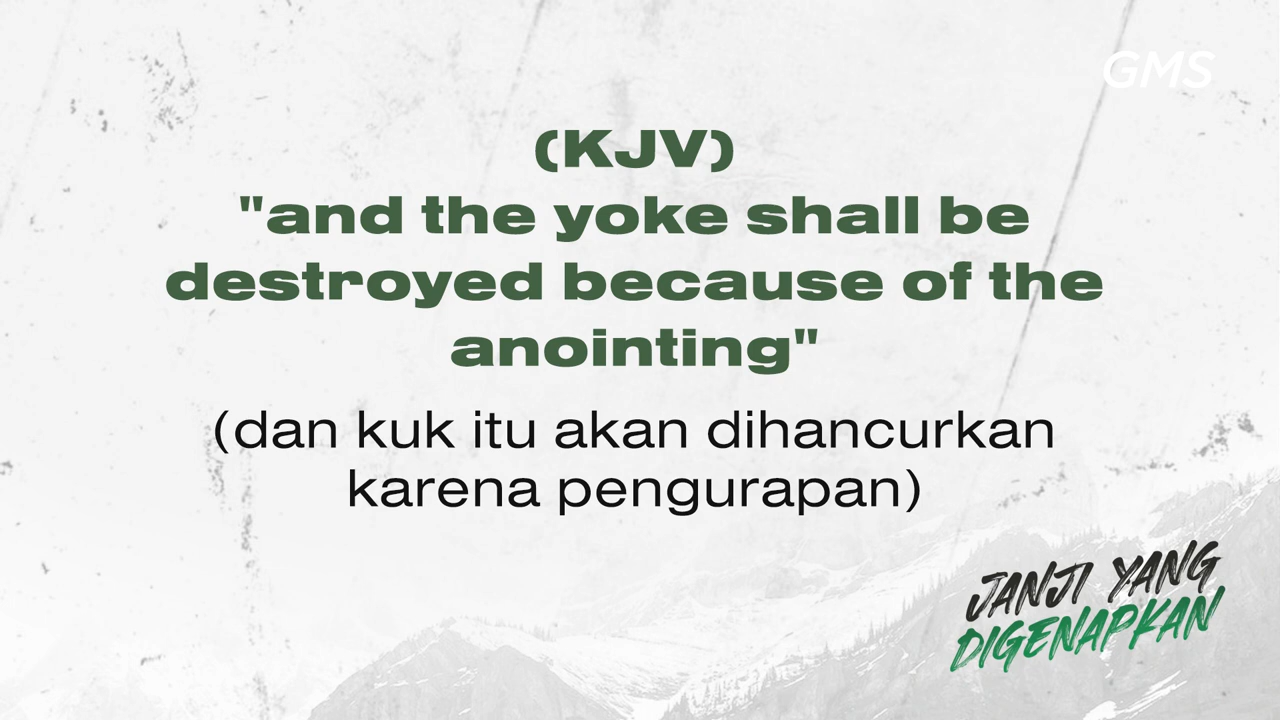 GMS
(KJV)
"and the yoke shall be
destroyed because of the
anointing"
(dan kuk itu akan dihancurkan
karena pengurapan)
JANJI YANG
DIGENAPKAN